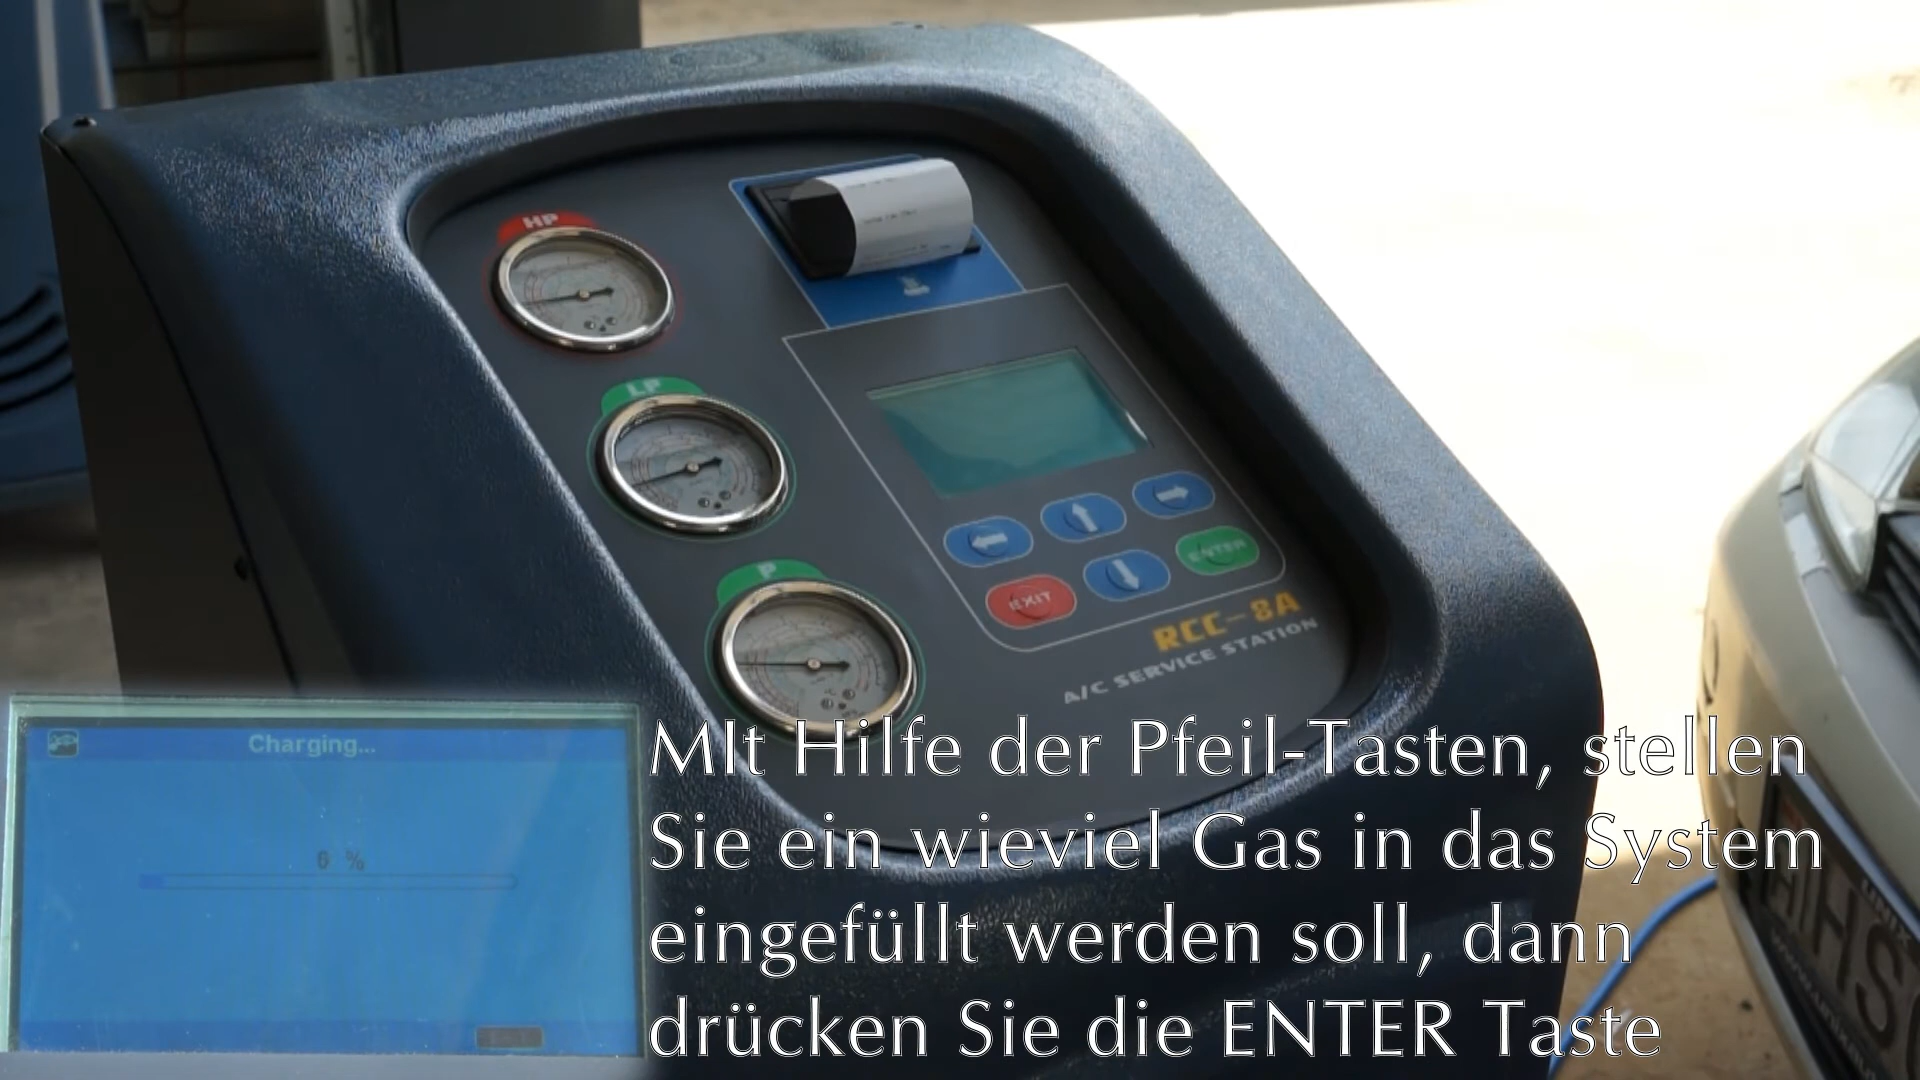 HP
LP
P
EXIT
ENTER
RCC-8A
A/C SERVICE STATION
Charging...
6 %
MIt Hilfe der Pfeil-Tasten, stellen
Sie ein wieviel Gas in das System
eingefüllt werden soll, dann
drücken Sie die ENTER Taste